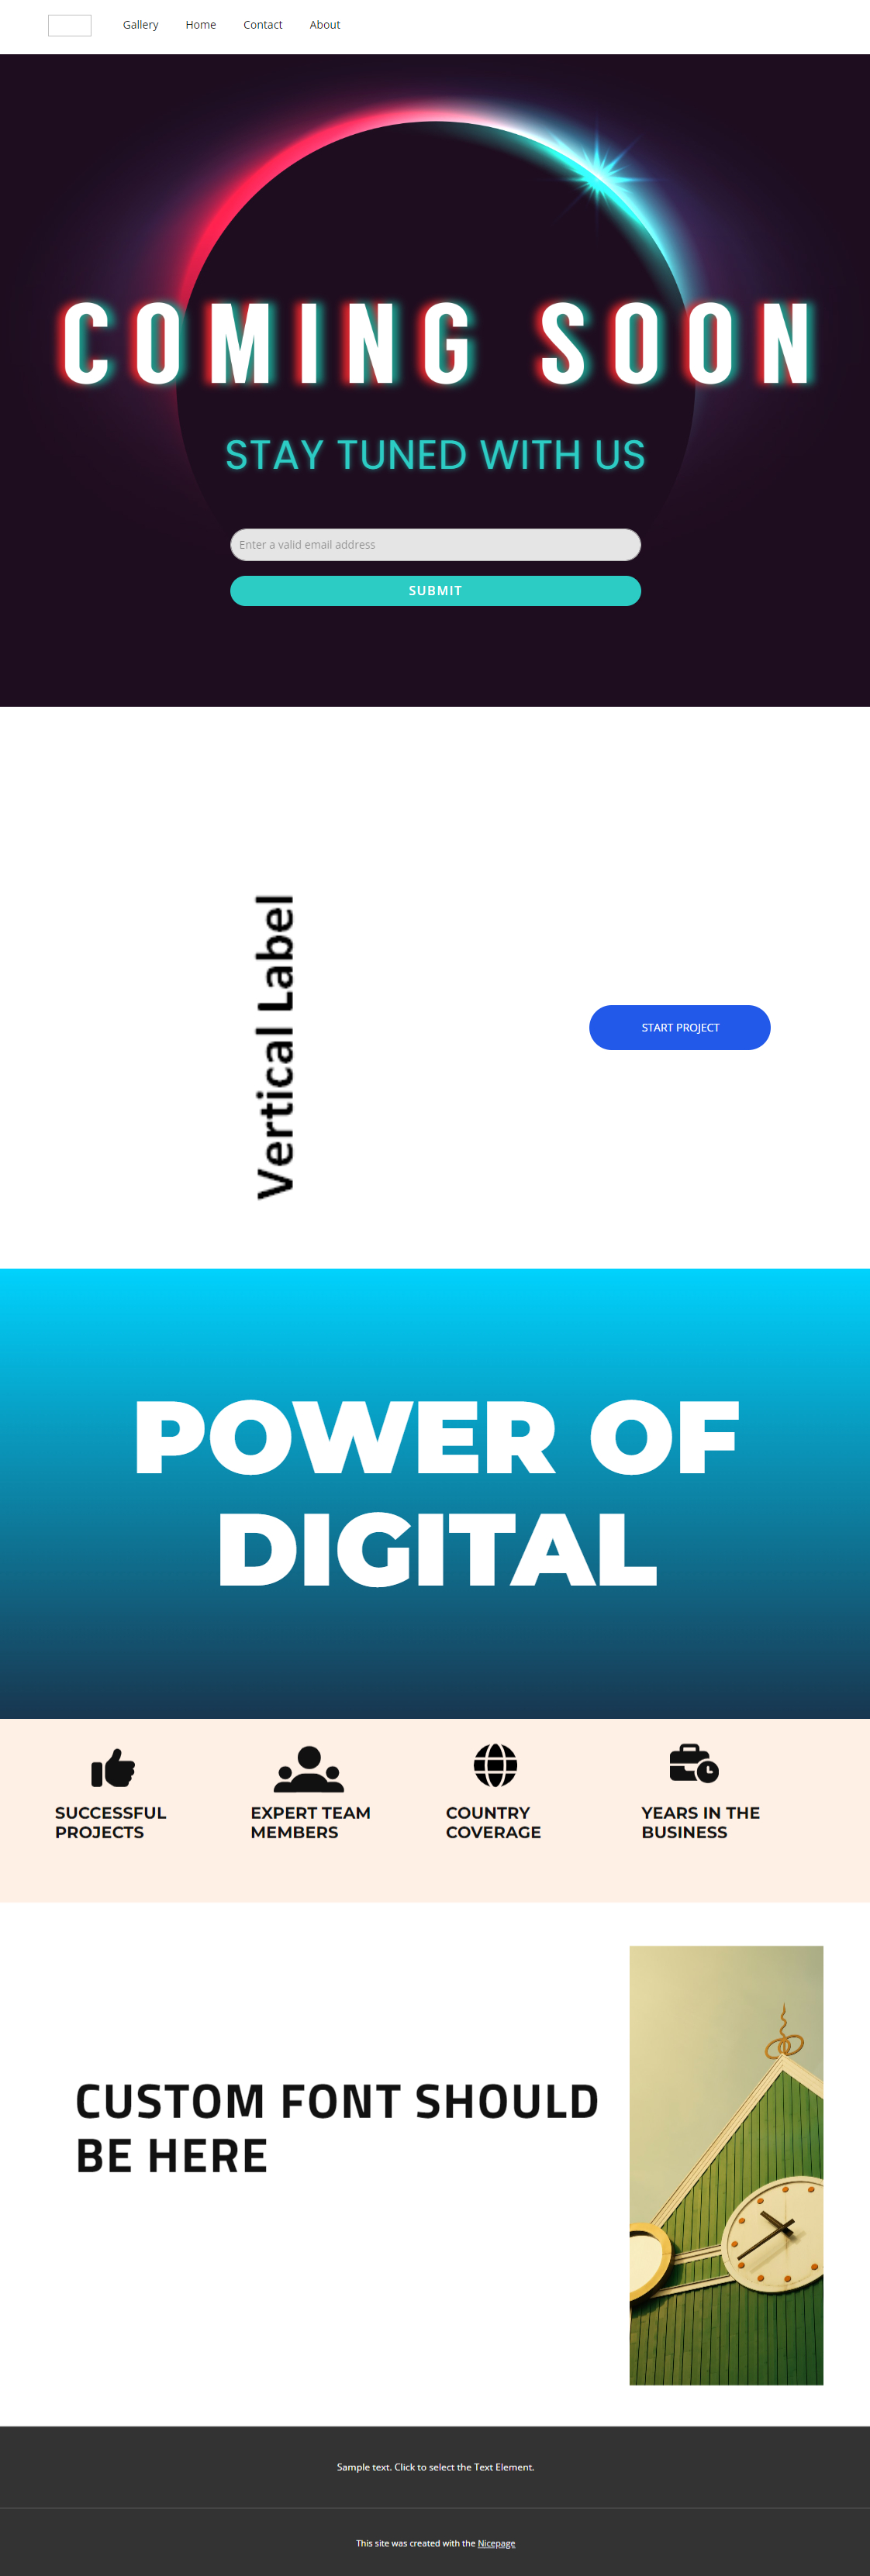 Gallery Home Contact About
COMING SOON
STAY TUNED WITH US
Enter a valid email address
SUBMIT
Vertical Label
START PROJECT
POWER OF
DIGITAL
SUCCESSFUL
PROJECTS
EXPERT TEAM
MEMBERS
COUNTRY
COVERAGE
YEARS IN THE
BUSINESS
CUSTOM FONT SHOULD
BE HERE
Sample text. Click to select the Text Element.
This site was created with the Nicepage